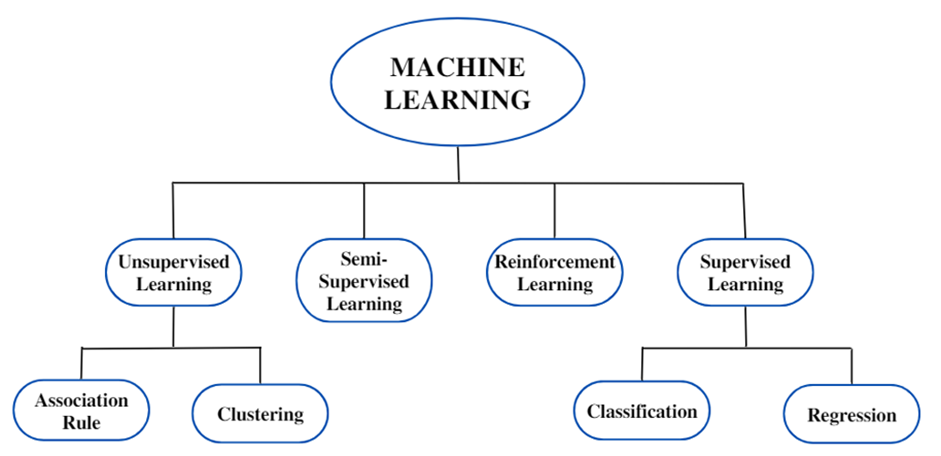 MACHINE
LEARNING
Unsupervised
Learning
Semi-
Supervised
Learning
Reinforcement
Learning
Supervised
Learning
Association
Rule
Clustering
Classification
Regression